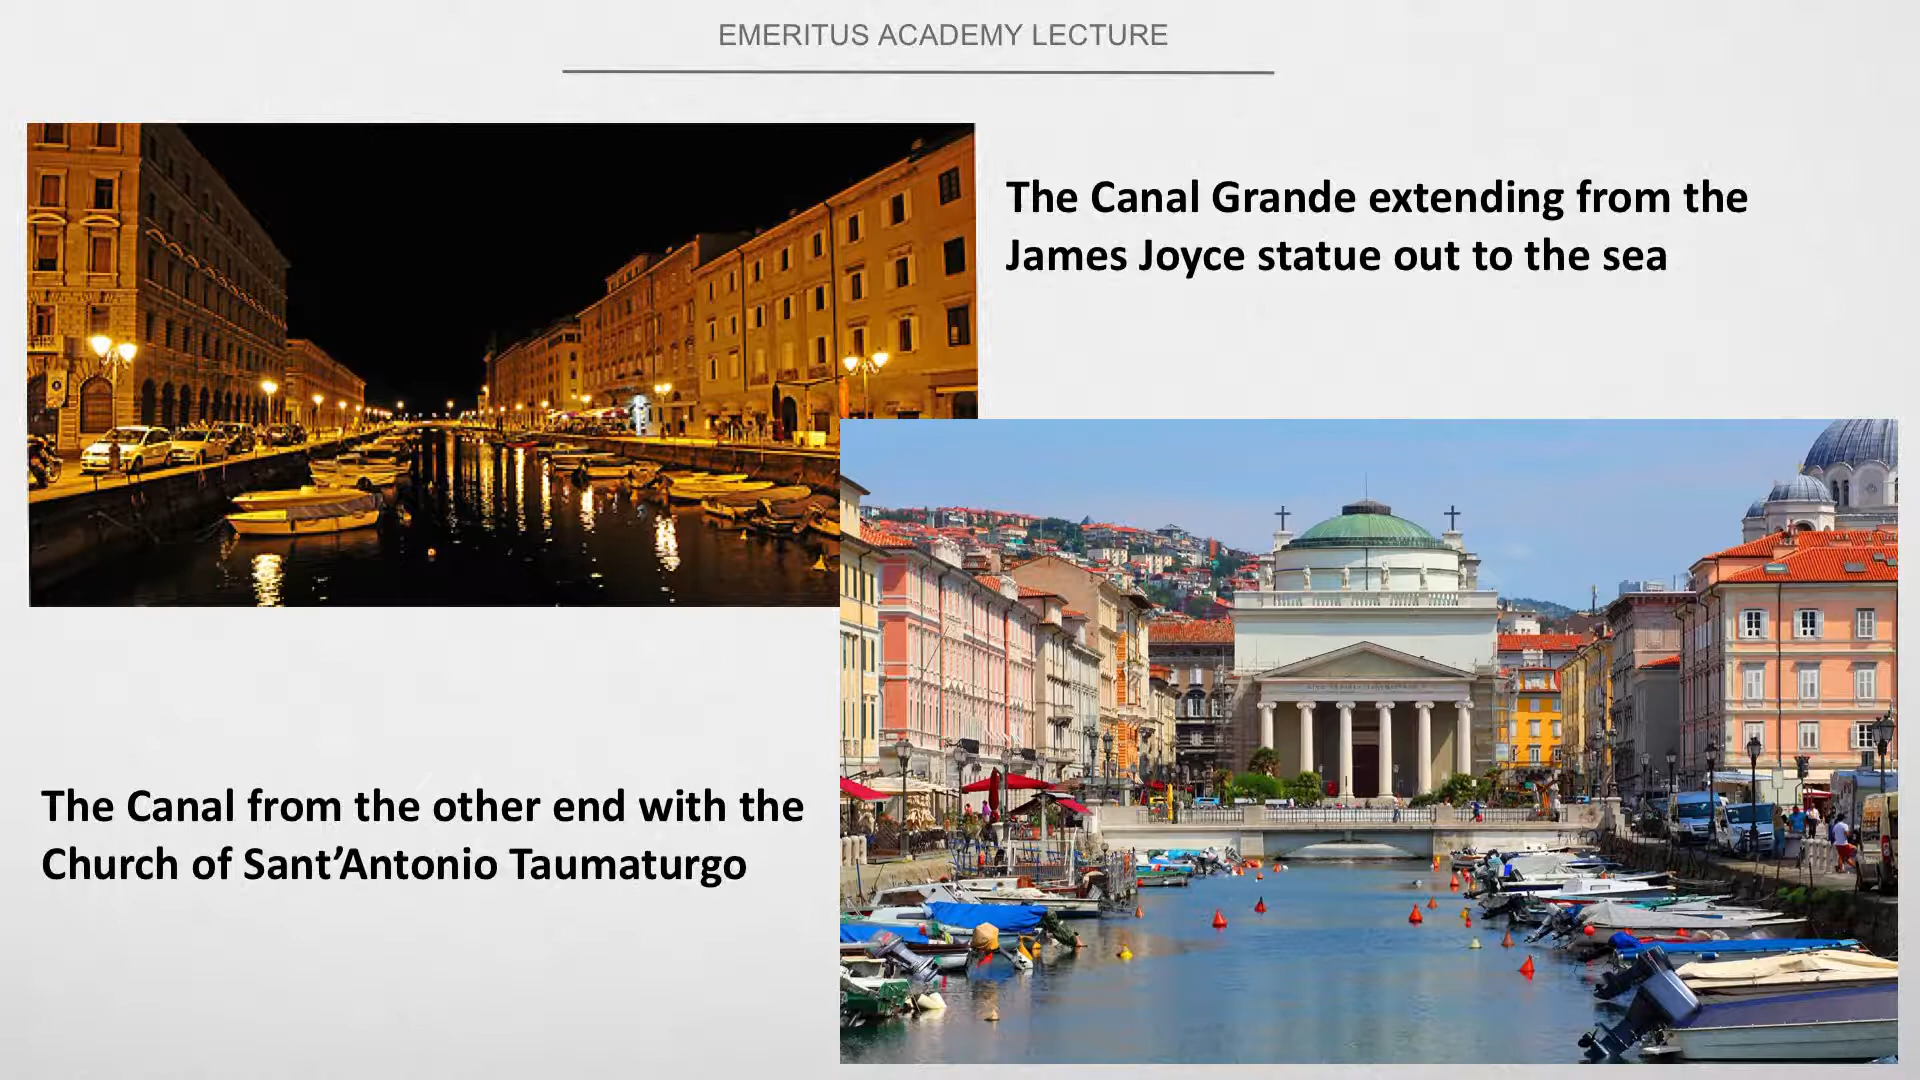 EMERITUS ACADEMY LECTURE
The Canal Grande extending from the
James Joyce statue out to the sea
The Canal from the other end with the
Church of Sant’Antonio Taumaturgo